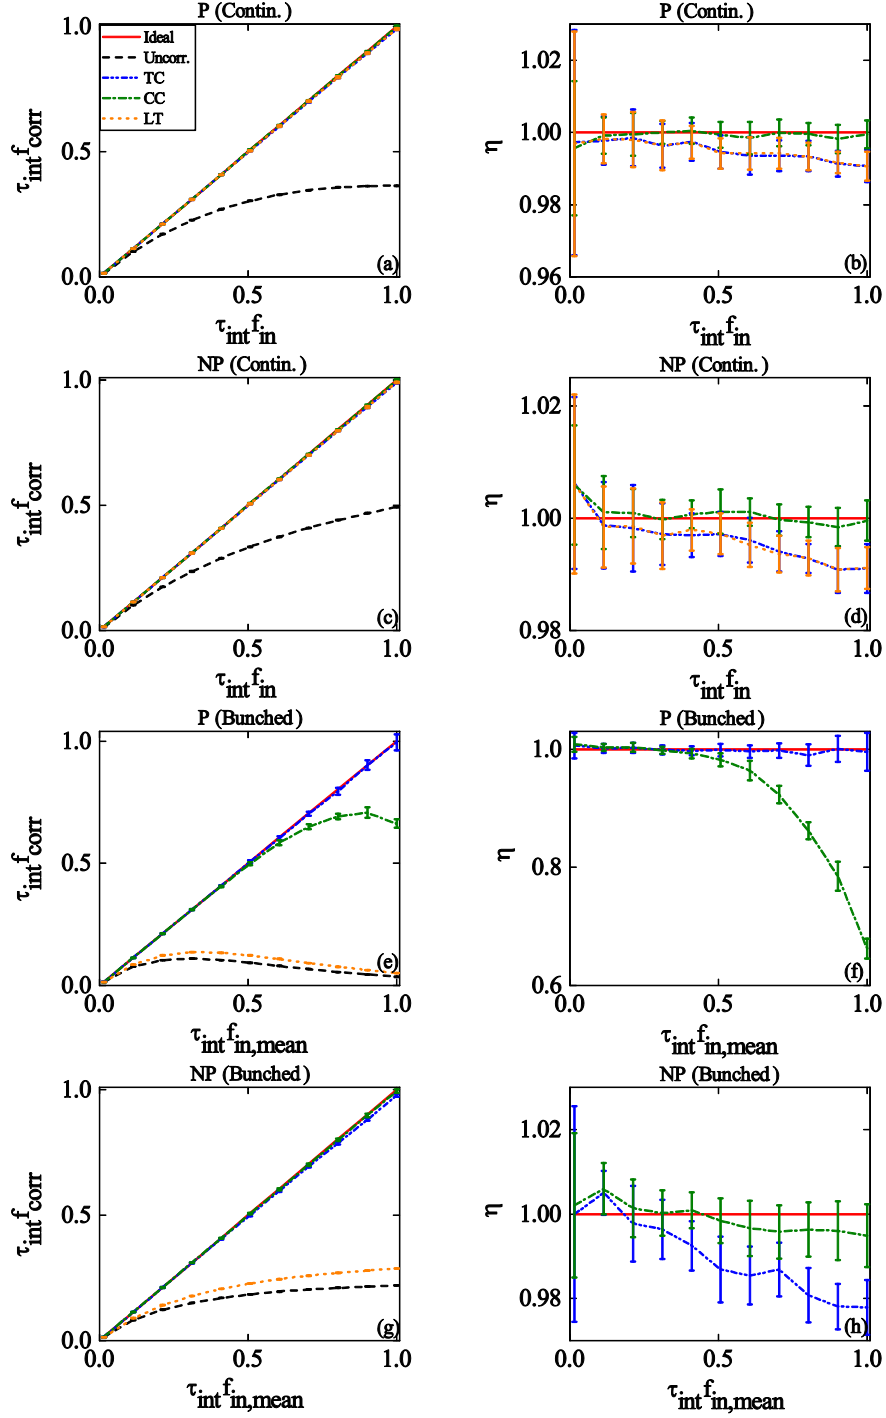 P (Contin.)
τintfcorr
1.0
0.5
0.0
Ideal
Uncorr.
TC
CC
LT
(a)
0.0 0.5 1.0
τintfin
P (Contin.)
η
1.02
1.00
0.98
0.96
(b)
0.0 0.5 1.0
τintfin
NP (Contin.)
τintfcorr
1.0
0.5
0.0
(c)
0.0 0.5 1.0
τintfin
NP (Contin.)
η
1.02
1.00
0.98
(d)
0.0 0.5 1.0
τintfin
P (Bunched)
τintfcorr
1.0
0.5
0.0
(e)
0.0 0.5 1.0
τintfin,mean
P (Bunched)
η
1.0
0.8
0.6
(f)
0.0 0.5 1.0
τintfin,mean
NP (Bunched)
τintfcorr
1.0
0.5
0.0
(g)
0.0 0.5 1.0
τintfin,mean
NP (Bunched)
η
1.02
1.00
0.98
(h)
0.0 0.5 1.0
τintfin,mean